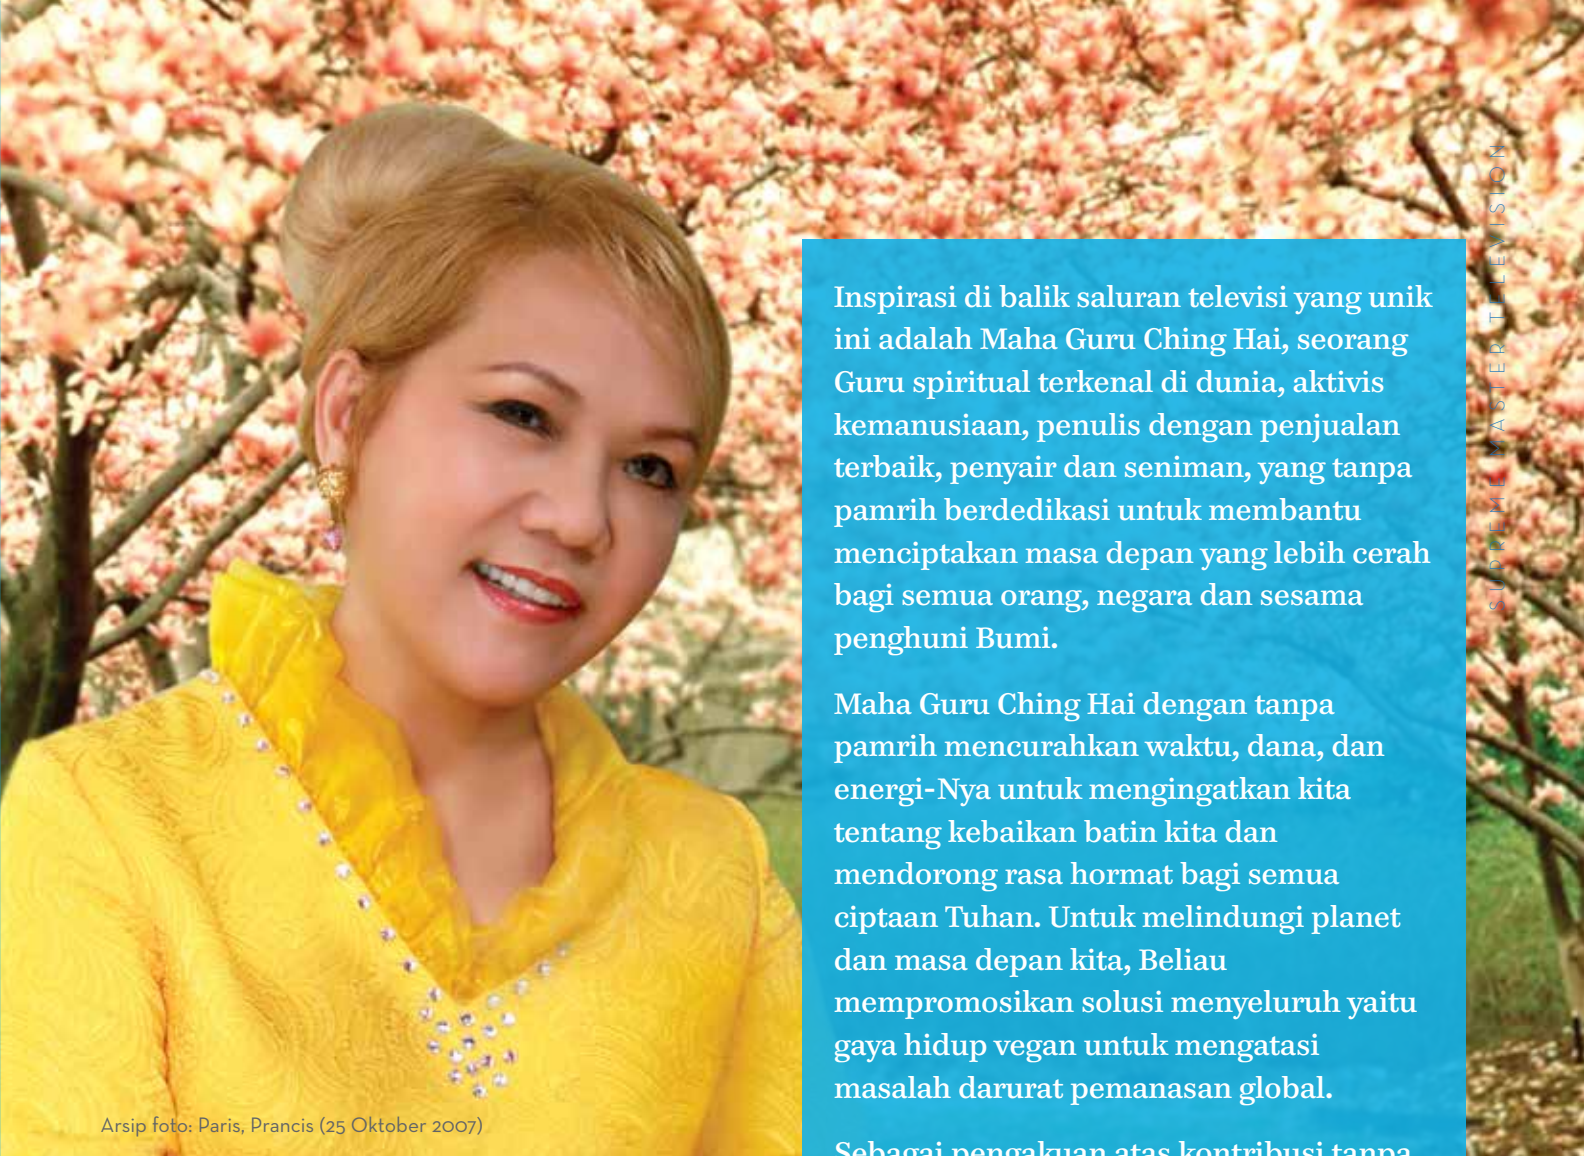 Inspirasi di balik saluran televisi yang unik
ini adalah Maha Guru Ching Hai, seorang
Guru spiritual terkenal di dunia, aktivis
kemanusiaan, penulis dengan penjualan
terbaik, penyair dan seniman, yang tanpa
pamrih berdedikasi untuk membantu
menciptakan masa depan yang lebih cerah
bagi semua orang, negara dan sesama
penghuni Bumi.
Maha Guru Ching Hai dengan tanpa
pamrih mencurahkan waktu, dana, dan
energi-Nya untuk mengingatkan kita
tentang kebaikan batin kita dan
mendorong rasa hormat bagi semua
ciptaan Tuhan. Untuk melindungi planet
dan masa depan kita, Beliau
mempromosikan solusi menyeluruh yaitu
gaya hidup vegan untuk mengatasi
masalah darurat pemanasan global.
Sebagai pengakuan atas kontribusi tanpa
SUPREME MASTER TELEVISION
Arsip foto: Paris, Prancis (25 Oktober 2007)